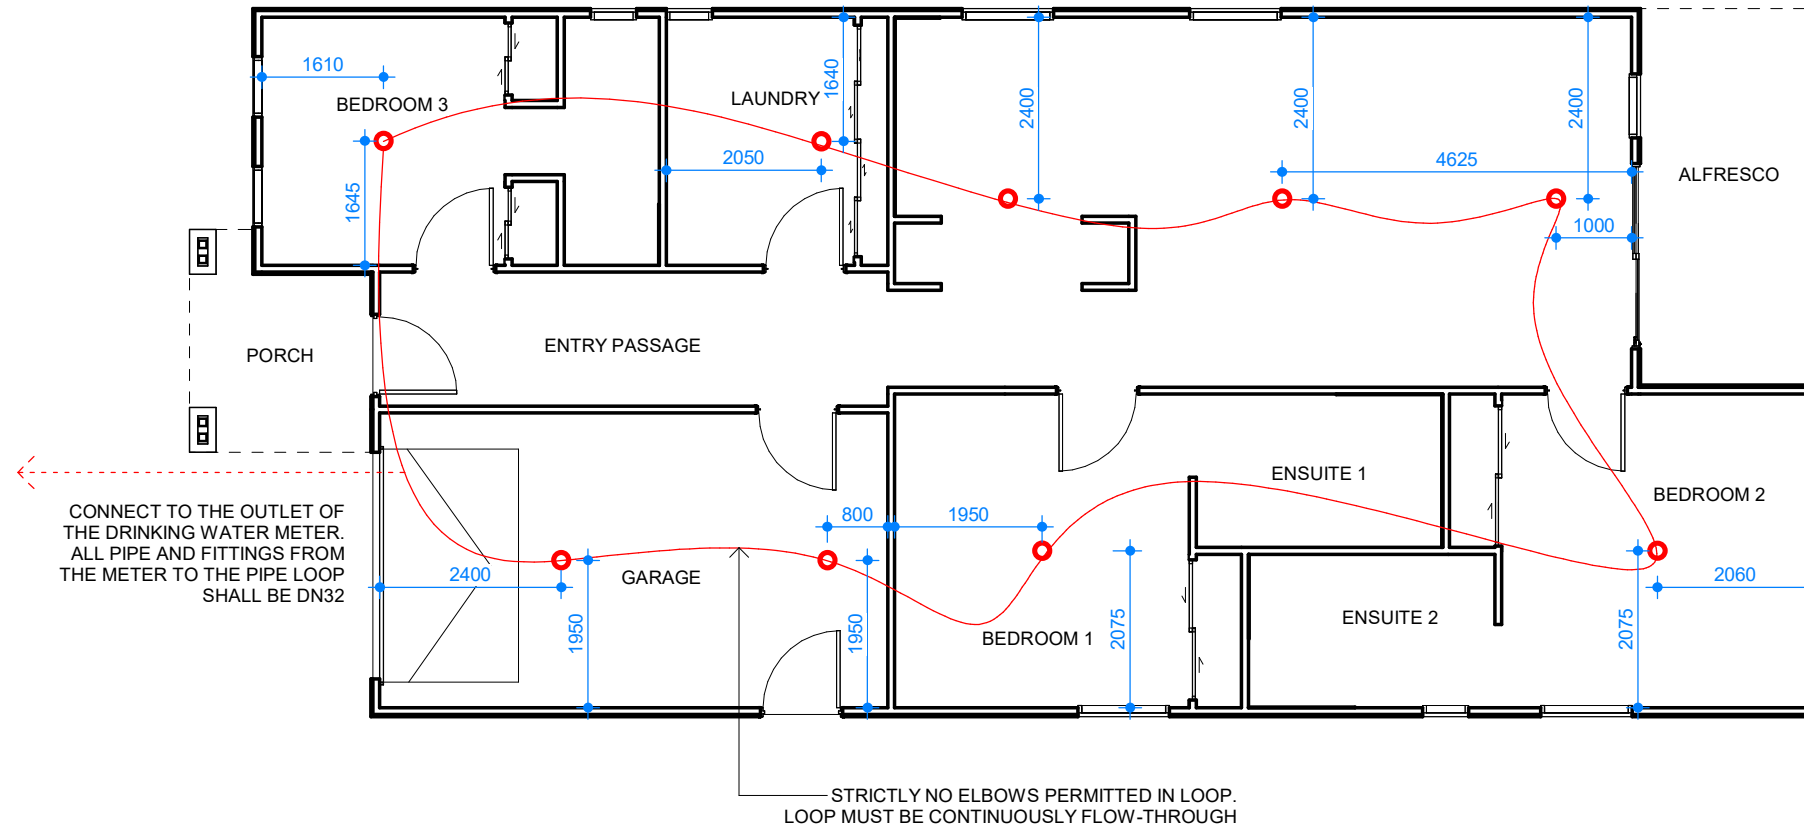 1610
BEDROOM 3
LAUNDRY
1640
2400
2400
2400
2050
4625
ALFRESCO
1645
1000
PORCH
ENTRY PASSAGE
ENSUITE 1
BEDROOM 2
CONNECT TO THE OUTLET OF
THE DRINKING WATER METER.
ALL PIPE AND FITTINGS FROM
THE METER TO THE PIPE LOOP
SHALL BE DN32
800
1950
2400
GARAGE
2060
1950
1950
BEDROOM 1
2075
ENSUITE 2
2075
STRICTLY NO ELBOWS PERMITTED IN LOOP.
LOOP MUST BE CONTINUOUSLY FLOW-THROUGH